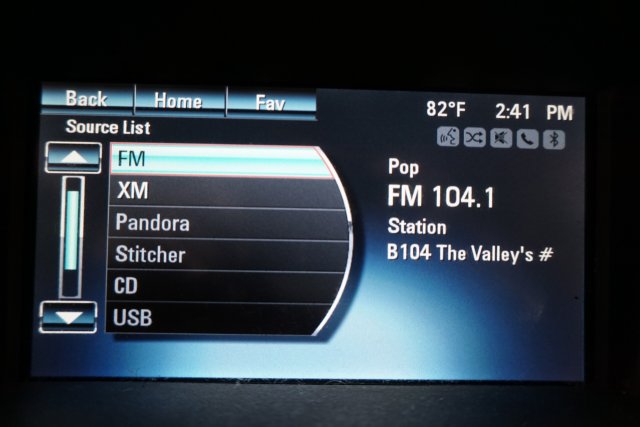 Back Home Fav
82°F 2:41 PM
Source List
FM
XM
Pandora
Stitcher
CD
USB
Pop
FM 104.1
Station
B104 The Valley's #